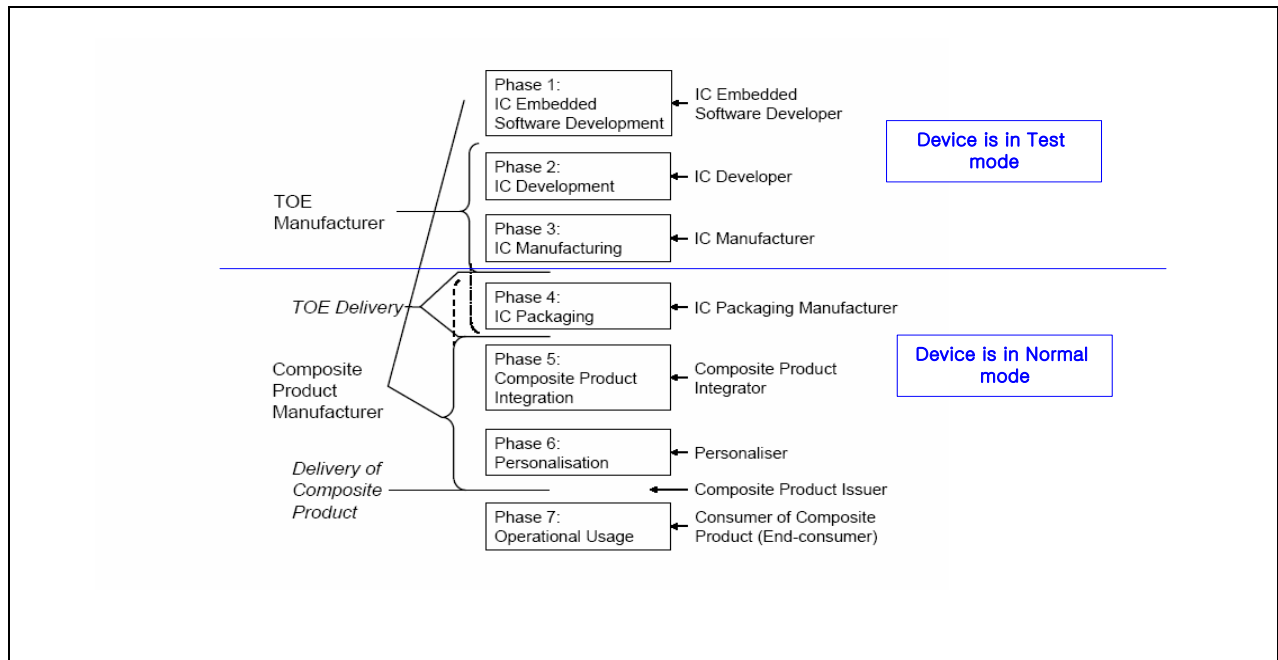 Phase 1:
IC Embedded
Software Development
IC Embedded
Software Developer
Device is in Test
mode
Phase 2:
IC Development
IC Developer
TOE
Manufacturer
Phase 3:
IC Manufacturing
IC Manufacturer
TOE Delivery
Phase 4:
IC Packaging
IC Packaging Manufacturer
Device is in Normal
mode
Composite
Product
Manufacturer
Phase 5:
Composite Product
Integration
Composite Product
Integrator
Phase 6:
Personalisation
Personaliser
Delivery of
Composite
Product
Composite Product Issuer
Phase 7:
Operational Usage
Consumer of Composite
Product (End-consumer)